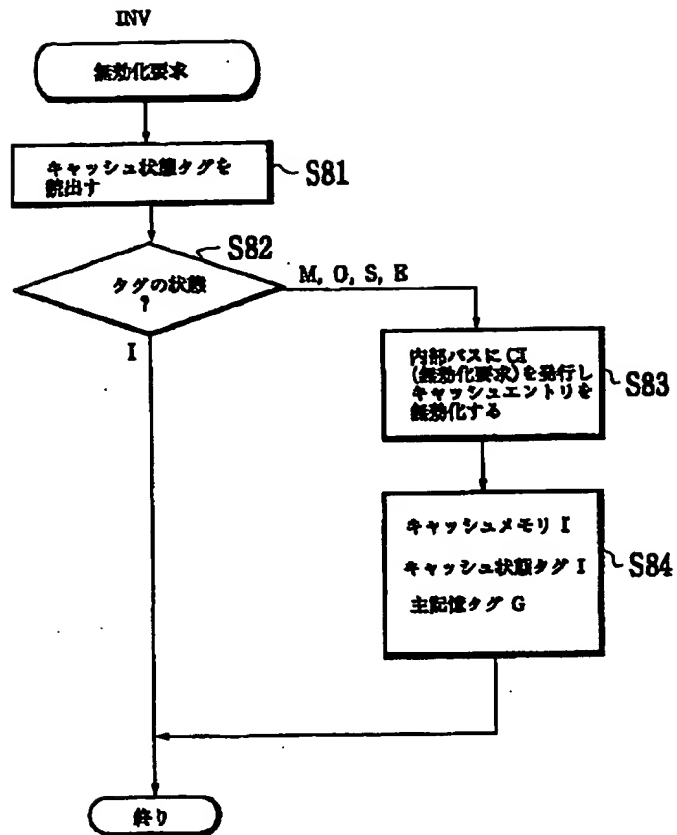 INV
無効化要求
キャッシュ状態タグを
読出す
S81
S82
タグの状態
?
M, O, S, E
I
内部バスに CI
(無効化要求)を発行し
キャッシュエントリを
無効化する
S83
キャッシュメモリ I
キャッシュ状態タグ I
主記憶タグ G
S84
終り